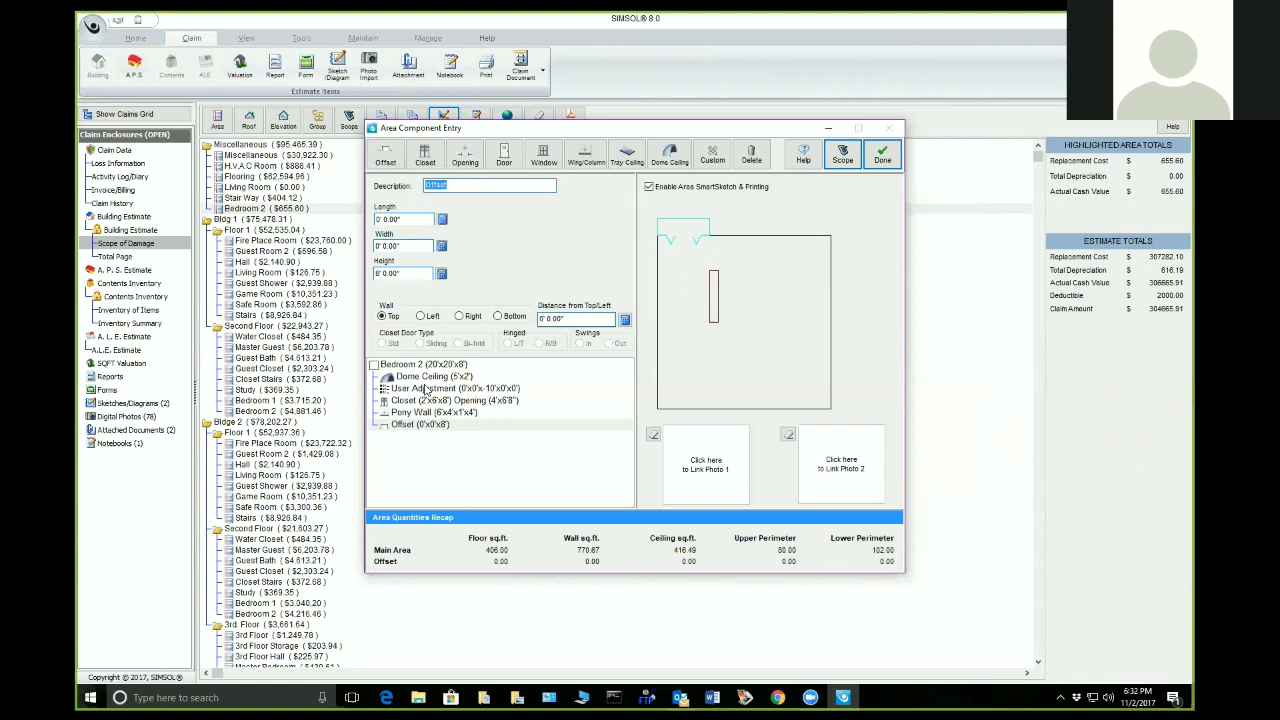 SIMSOL® 8.0
Home Claim View Tools Maintain Manage Help
Building A.P.S. Contents ALE Valuation Report Form Sketch/Diagram Photo Import Attachment Notebook Print Claim Document
Estimate Items
Show Claims Grid
Area Roof Elevation Group Scope
Help
Claim Enclosures (OPEN)
Claim Data
Loss Information
Activity Log/Diary
Invoice/Billing
Claim History
Building Estimate
Building Estimate
Scope of Damage
Total Page
A. P. S. Estimate
Contents Inventory
Contents Inventory
Inventory of Items
Inventory Summary
A. L. E. Estimate
A.L.E. Estimate
SQFT Valuation
Reports
Forms
Sketches/Diagrams (2)
Digital Photos (78)
Attached Documents (2)
Notebooks (1)
Copyright © 2017, SIMSOL®
Miscellaneous ($95,465.39 )
Miscellaneous ( $30,922.30 )
H.V.A.C Room ( $888.41 )
Flooring ( $62,594.96 )
Living Room ( $0.00 )
Stair Way ( $404.12 )
Bedroom 2 ( $655.60 )
Bldg 1 ( $75,478.31 )
Floor 1 ( $52,535.04 )
Fire Place Room ( $23,760.00 )
Guest Room 2 ( $696.58 )
Hall ( $2,140.90 )
Living Room ( $126.75 )
Guest Shower ( $2,939.88 )
Game Room ( $10,351.23 )
Safe Room ( $3,592.86 )
Stairs ( $8,926.84 )
Second Floor ( $22,943.27 )
Water Closet ( $484.35 )
Master Guest ( $6,213.78 )
Guest Bath ( $4,613.21 )
Guest Closet ( $2,303.24 )
Closet Stairs ( $372.68 )
Study ( $369.35 )
Bedroom 1 ( $3,715.20 )
Bedroom 2 ( $4,881.46 )
Bldge 2 ( $78,202.27 )
Floor 1 ( $52,937.36 )
Fire Place Room ( $23,722.32 )
Guest Room 2 ( $1,429.08 )
Hall ( $2,140.90 )
Living Room ( $126.75 )
Guest Shower ( $2,939.88 )
Game Room ( $10,351.23 )
Safe Room ( $3,300.36 )
Stairs ( $8,926.84 )
Second Floor ( $21,603.27 )
Water Closet ( $484.35 )
Master Guest ( $6,203.78 )
Guest Bath ( $4,613.21 )
Guest Closet ( $2,303.24 )
Closet Stairs ( $372.68 )
Study ( $369.35 )
Bedroom 1 ( $3,040.20 )
Bedroom 2 ( $4,216.46 )
3rd. Floor ( $3,661.64 )
3rd Floor ( $1,249.78 )
3rd Floor Storage ( $203.94 )
3rd Floor Hall ( $656.36 )
Area Component Entry
Offset Closet Opening Door Window Wing/Column Tray Ceiling Dome Ceiling Custom Delete Help Scope Done
Description: Offset
Enable Area SmartSketch & Printing
Length
0' 0.00"
Width
0' 0.00"
Height
8' 0.00"
Wall
Top Left Right Bottom
Distance from Top/Left
0' 0.00"
Closet Door Type Hinged Swings
Std Sliding Bi-fold L/T R/B In Out
Bedroom 2 (20'x20'x8')
Dome Ceiling (5'x2')
User Adjustment (0'x0'x-10'x0'x0')
Closet (2'x6'x8') Opening (4'x6'8")
Pony Wall (6'x4'x1'x4')
Offset (0'x0'x8')
Click here to Link Photo 1
Click here to Link Photo 2
Area Quantities Recap
Floor sq.ft. Wall sq.ft. Ceiling sq.ft. Upper Perimeter Lower Perimeter
Main Area 406.00 770.67 416.49 80.00 102.00
Offset 0.00 0.00 0.00 0.00 0.00
HIGHLIGHTED AREA TOTALS
Replacement Cost $ 655.60
Total Depreciation $ 0.00
Actual Cash Value $ 655.60
ESTIMATE TOTALS
Replacement Cost $ 307282.10
Total Depreciation $ 616.19
Actual Cash Value $ 306665.91
Deductible $ 2000.00
Claim Amount $ 304665.91
Type here to search
6:32 PM
11/2/2017